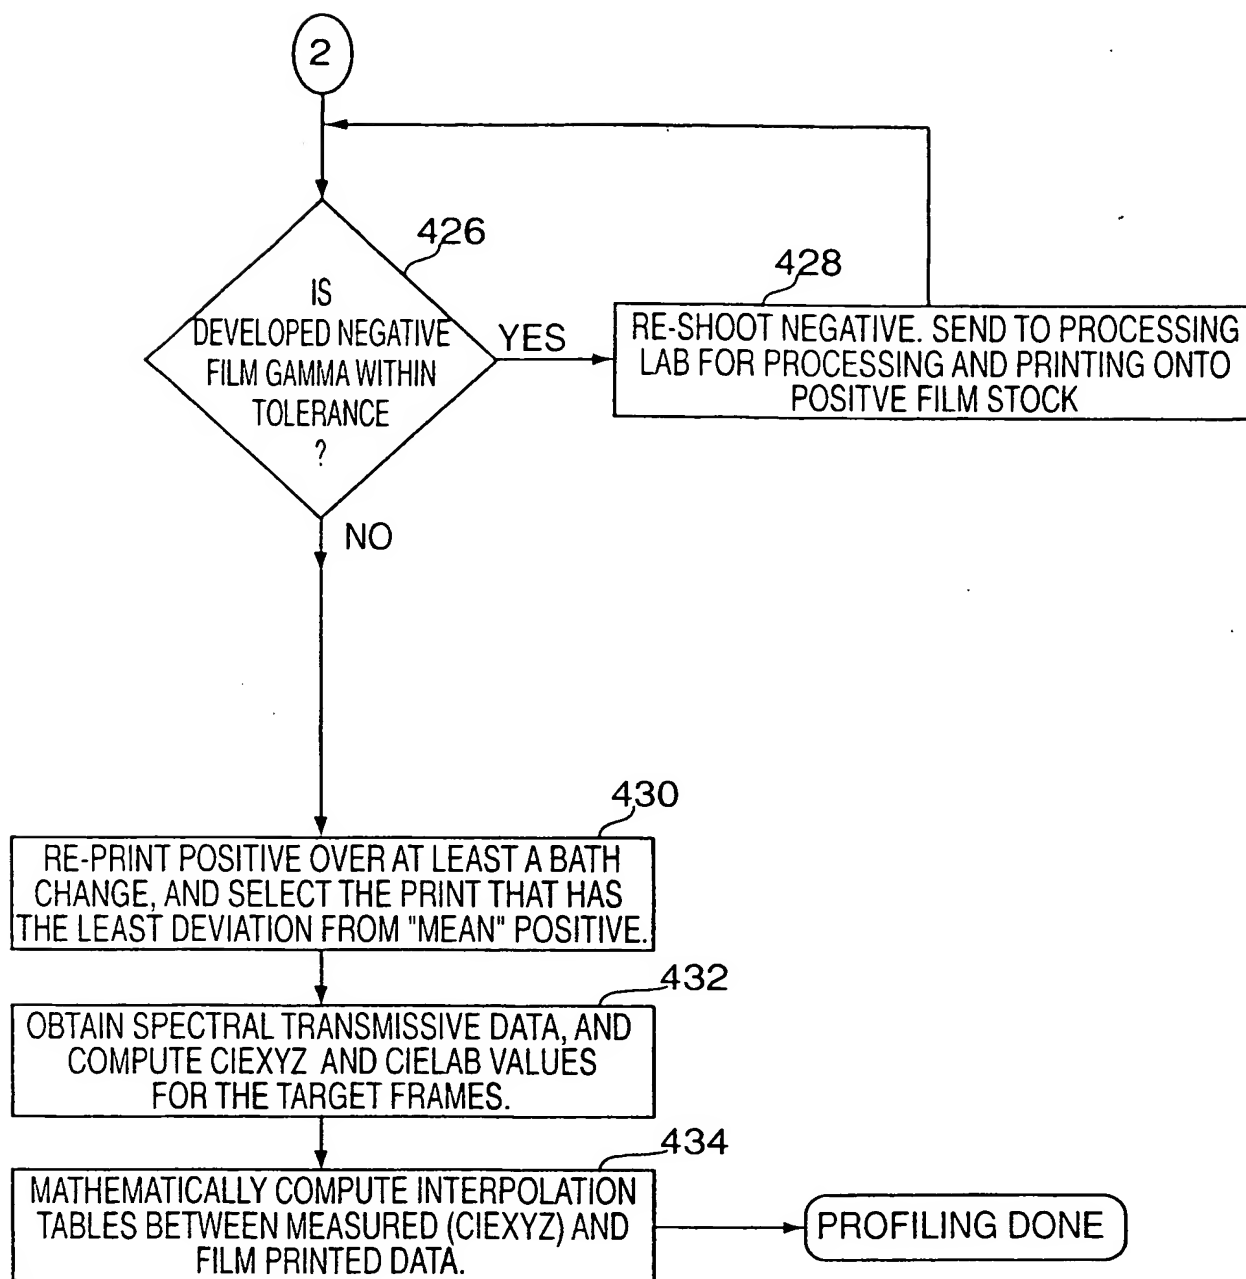 2
426
IS
DEVELOPED NEGATIVE
FILM GAMMA WITHIN
TOLERANCE
?
YES
428
RE-SHOOT NEGATIVE. SEND TO PROCESSING
LAB FOR PROCESSING AND PRINTING ONTO
POSITVE FILM STOCK
NO
430
RE-PRINT POSITIVE OVER AT LEAST A BATH
CHANGE, AND SELECT THE PRINT THAT HAS
THE LEAST DEVIATION FROM "MEAN" POSITIVE.
432
OBTAIN SPECTRAL TRANSMISSIVE DATA, AND
COMPUTE CIEXYZ AND CIELAB VALUES
FOR THE TARGET FRAMES.
434
MATHEMATICALLY COMPUTE INTERPOLATION
TABLES BETWEEN MEASURED (CIEXYZ) AND
FILM PRINTED DATA.
PROFILING DONE